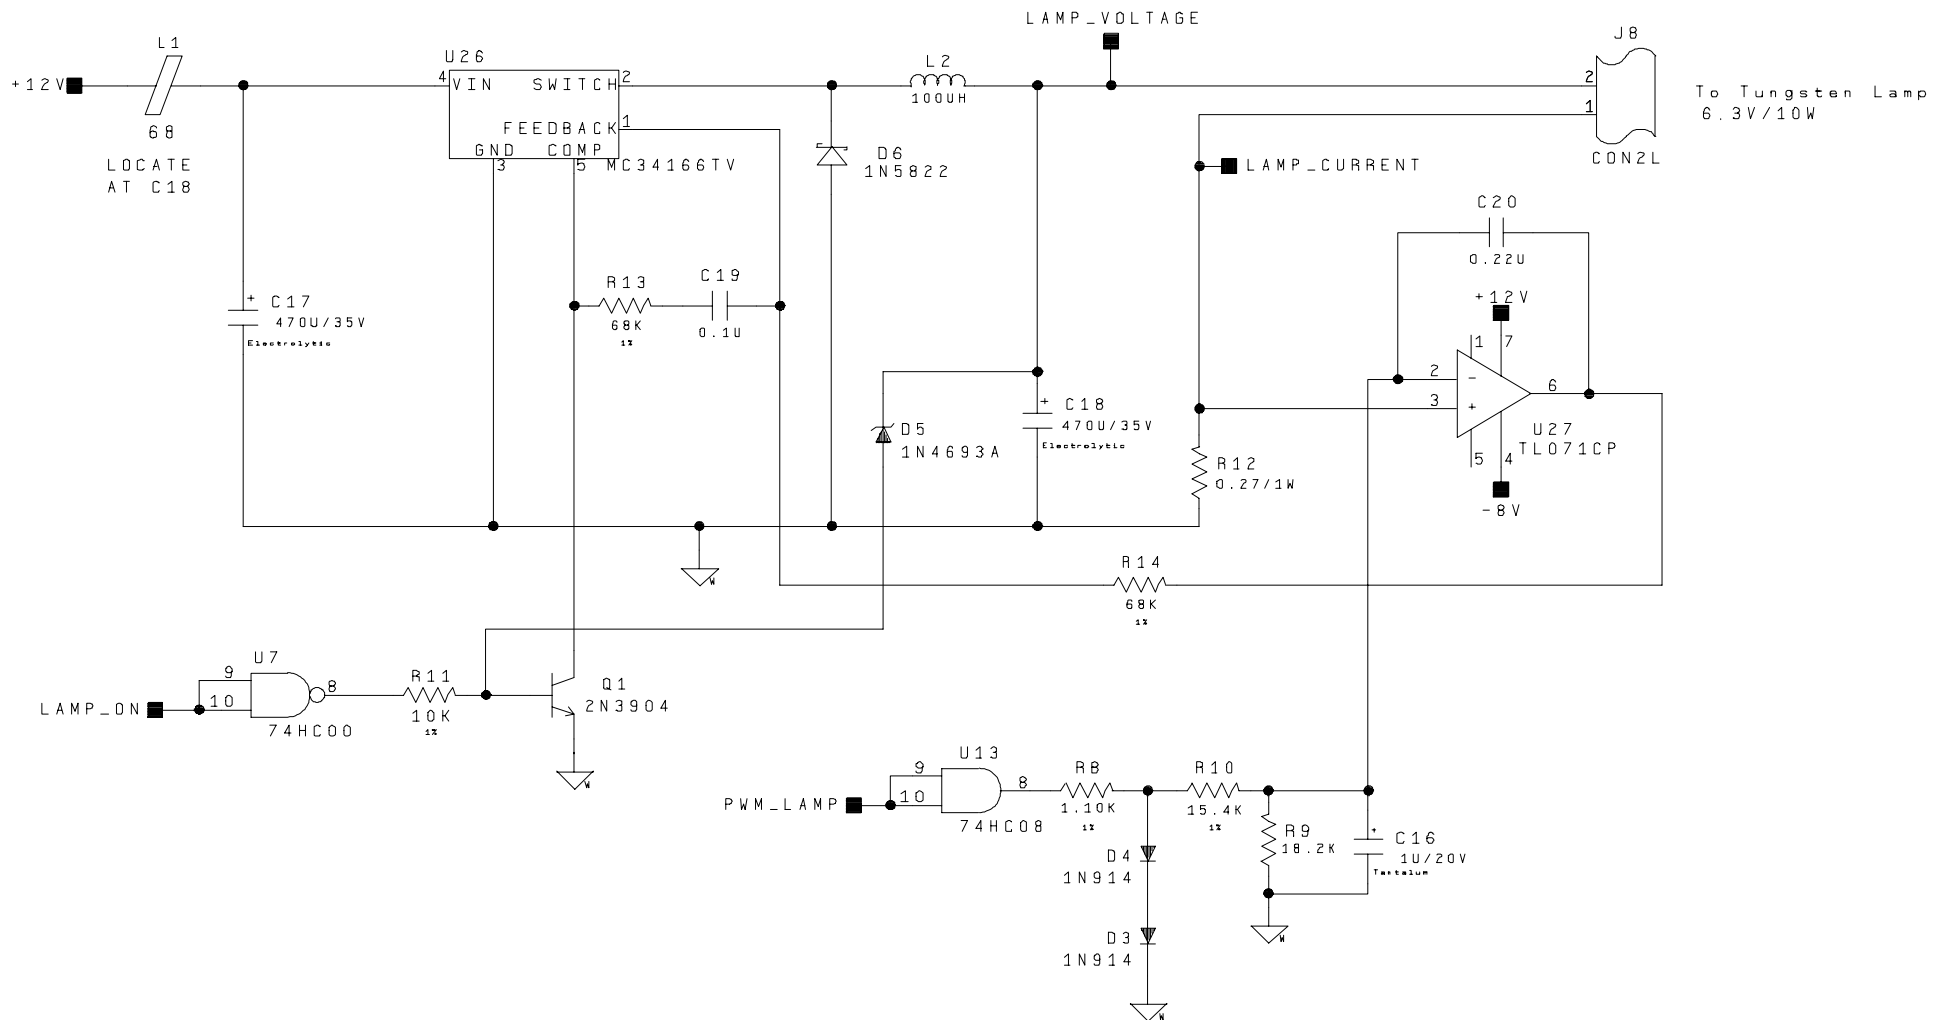 LAMP_VOLTAGE
L1
+12V
68
LOCATE
AT C18
U26
4
VIN
SWITCH
2
FEEDBACK
1
GND
COMP
3
5
MC34166TV
L2
100UH
D6
1N5822
J8
2
1
CON2L
To Tungsten Lamp
6.3V/10W
LAMP_CURRENT
C20
0.22U
+12V
1
7
2
-
3
+
6
5
4
U27
TL071CP
-8V
+
C17
470U/35V
Electrolytic
R13
68K
1%
C19
0.1U
D5
1N4693A
+
C18
470U/35V
Electrolytic
R12
0.27/1W
W
R14
68K
1%
LAMP_ON
9
10
U7
8
74HC00
R11
10K
1%
Q1
2N3904
W
PWM_LAMP
9
10
U13
8
74HC08
R8
1.10K
1%
R10
15.4K
1%
R9
18.2K
+
C16
1U/20V
Tantalum
W
D4
1N914
D3
1N914
W